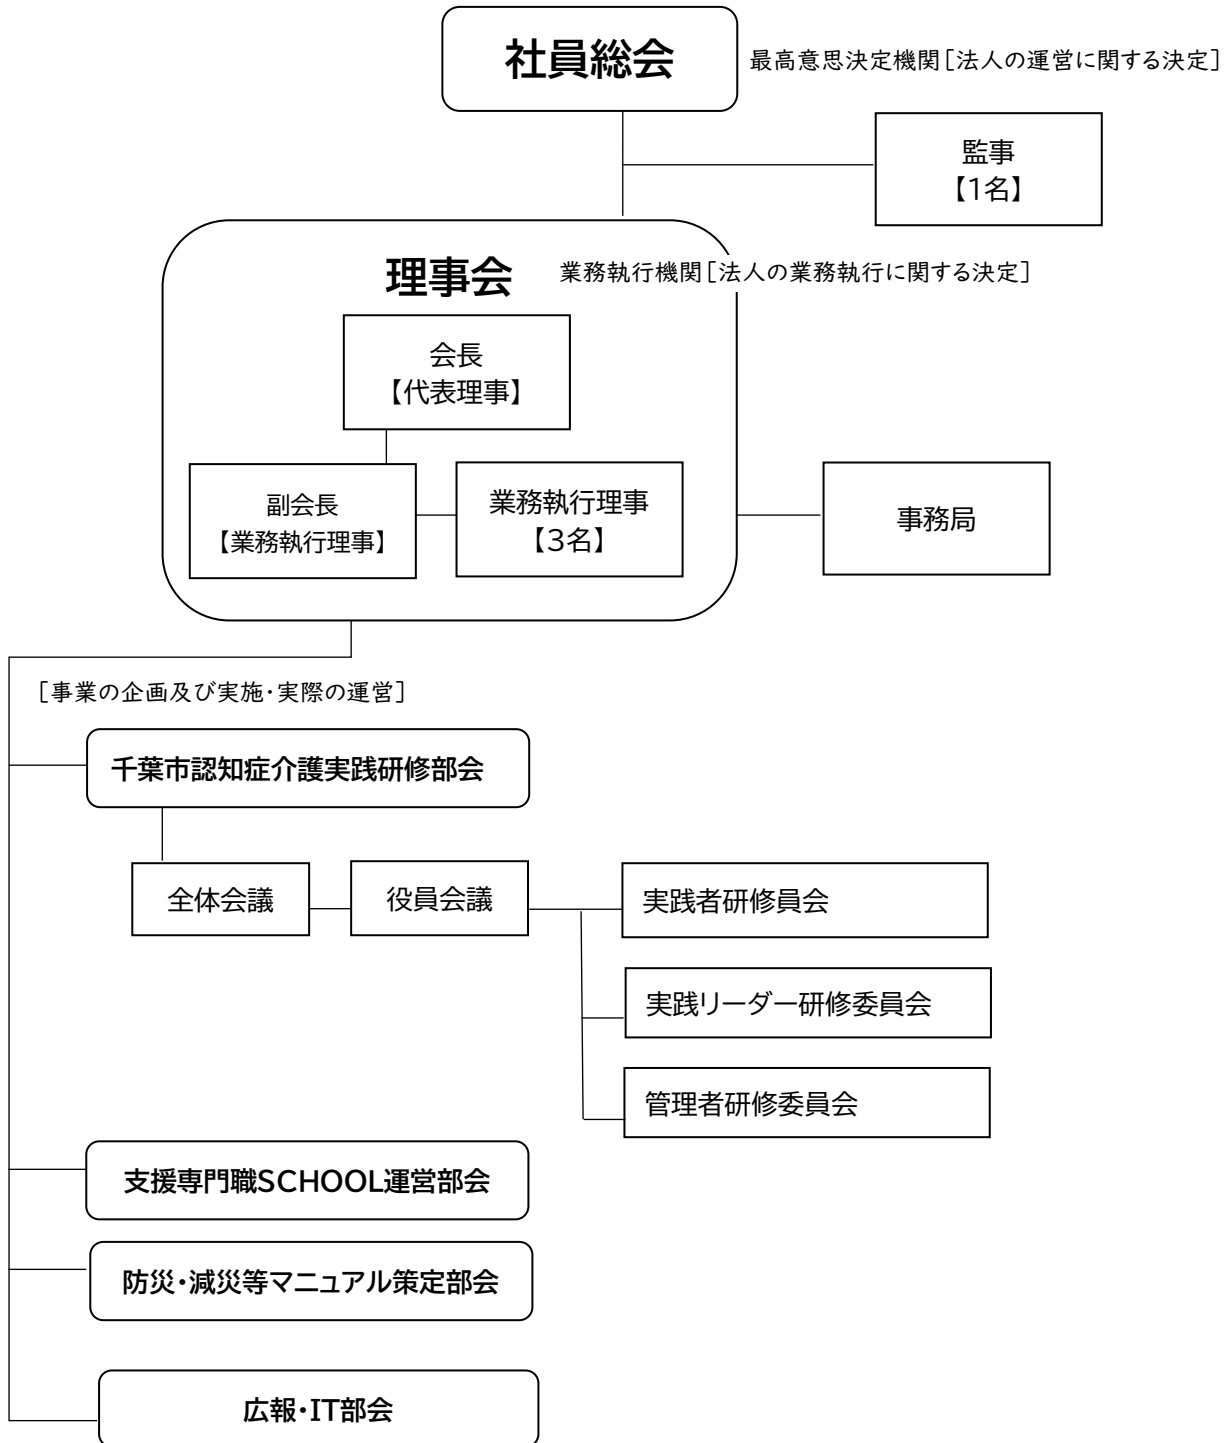 社員総会
最高意思決定機関［法人の運営に関する決定］
監事
【1名】
理事会
業務執行機関［法人の業務執行に関する決定］
会長
【代表理事】
副会長
【業務執行理事】
業務執行理事
【3名】
事務局
［事業の企画及び実施・実際の運営］
千葉市認知症介護実践研修部会
全体会議
役員会議
実践者研修員会
実践リーダー研修委員会
管理者研修委員会
支援専門職SCHOOL運営部会
防災・減災等マニュアル策定部会
広報・IT部会